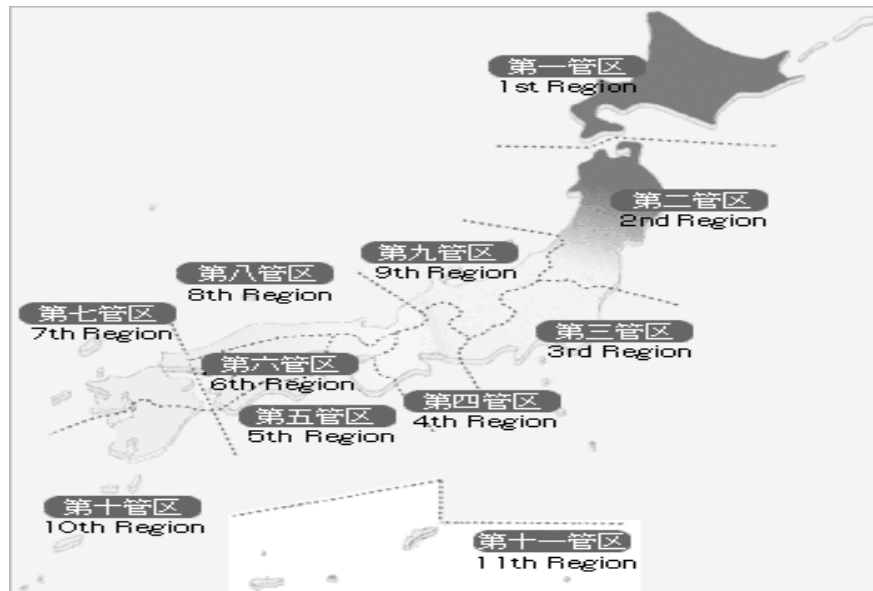 第一管区
1st Region
第二管区
2nd Region
第九管区
9th Region
第八管区
8th Region
第七管区
7th Region
第三管区
3rd Region
第六管区
6th Region
第四管区
4th Region
第五管区
5th Region
第十管区
10th Region
第十一管区
11th Region